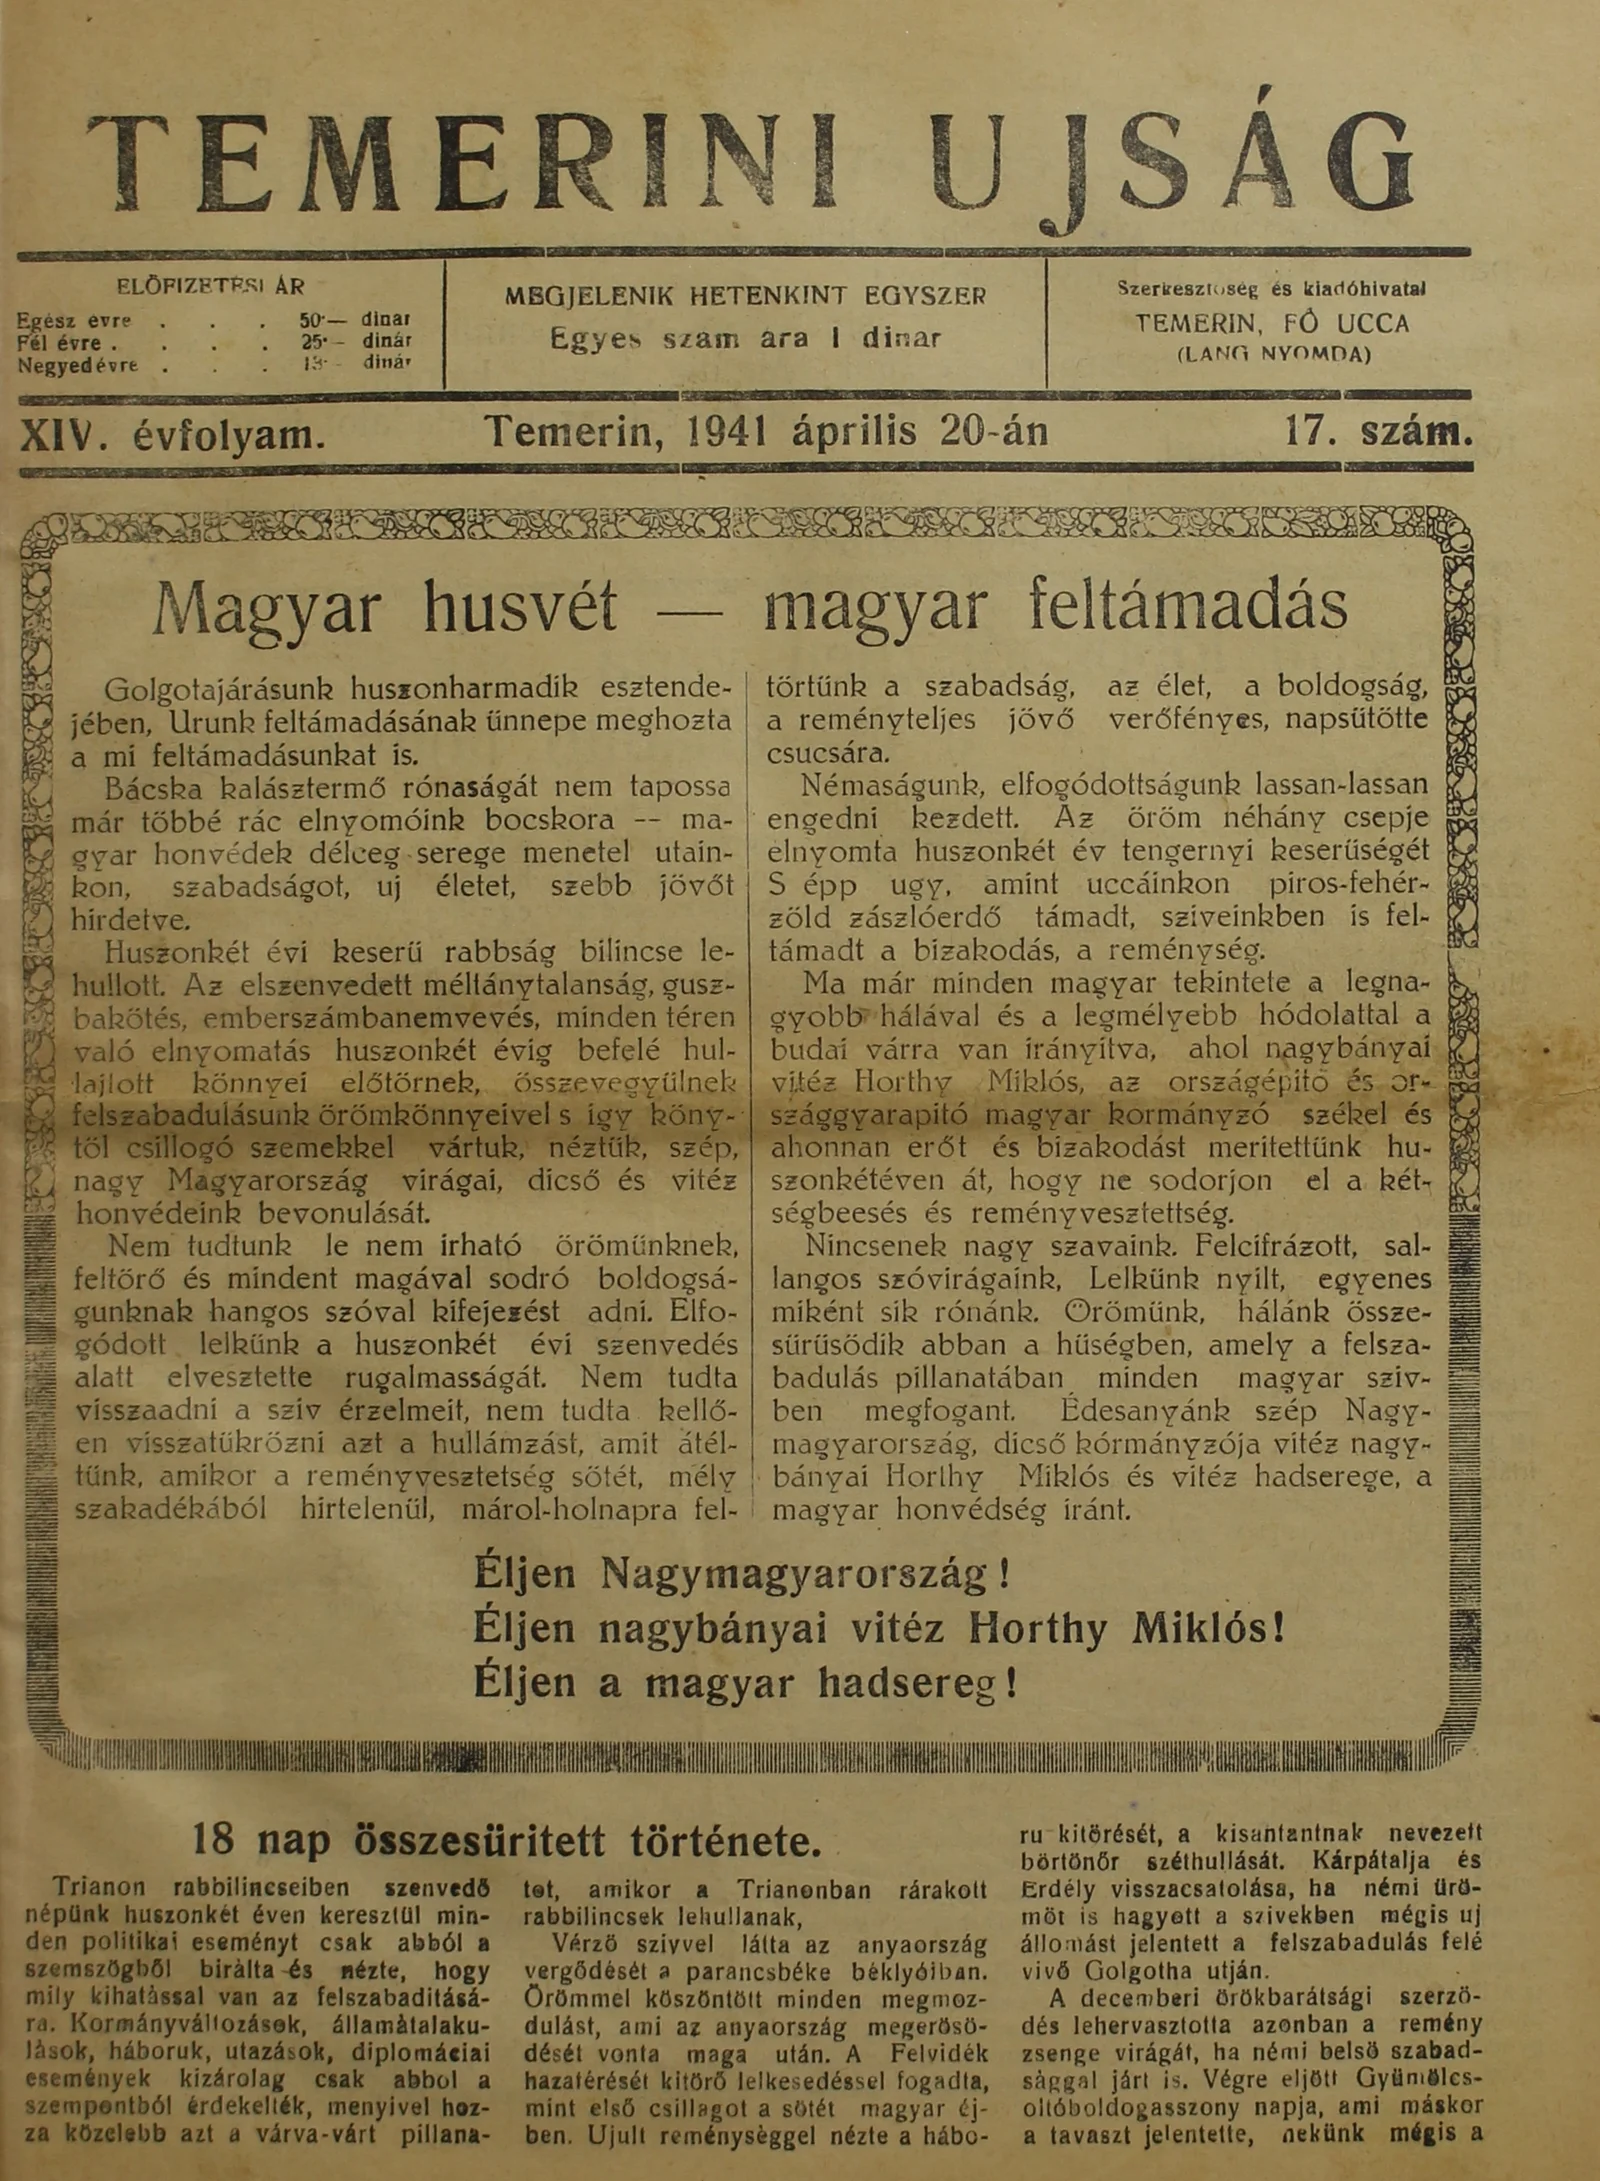 TEMERINI UJSÁG
ELŐFIZETÉSI ÁR
Egész évre . . . 50·— dinar
Fél évre . . . . 25·— dinár
Negyedévre . . . 13·- dinár
MEGJELENIK HETENKINT EGYSZER
Egyes szam ara 1 dinar
Szerkesztőség és kiadóhivatal
TEMERIN, FŐ UCCA
(LANG NYOMDA)
XIV. évfolyam.
Temerin, 1941 április 20-án
17. szám.
Magyar husvét — magyar feltámadás
Golgotajárásunk huszonharmadik esztende-
jében, Urunk feltámadásának ünnepe meghozta
a mi feltámadásunkat is.
Bácska kalásztermő rónaságát nem tapossa
már többé rác elnyomóink bocskora -- ma-
gyar honvédek délceg serege menetel utain-
kon, szabadságot, uj életet, szebb jövőt
hirdetve.
Huszonkét évi keserü rabbság bilincse le-
hullott. Az elszenvedett méltánytalanság, gusz-
bakötés, emberszámbanemvevés, minden téren
való elnyomatás huszonkét évig befelé hul-
lajlott könnyei előtörnek, összevegyülnek
felszabadulásunk örömkönnyeivel s igy köny-
töl csillogó szemekkel vártuk, néztük, szép,
nagy Magyarország virágai, dicső és vitéz
honvédeink bevonulását.
Nem tudtunk le nem irható örömünknek,
feltörő és mindent magával sodró boldogsá-
gunknak hangos szóval kifejezést adni. Elfo-
gódott lelkünk a huszonkét évi szenvedés
alatt elvesztette rugalmasságát. Nem tudta
visszaadni a sziv érzelmeit, nem tudta kellő-
en visszatükrözni azt a hullámzást, amit átél-
tünk, amikor a reményvesztetség sötét, mély
szakadékából hirtelenül, márol-holnapra fel-
törtünk a szabadság, az élet, a boldogság,
a reményteljes jövő verőfényes, napsütötte
csucsára.
Némaságunk, elfogódottságunk lassan-lassan
engedni kezdett. Az öröm néhány csepje
elnyomta huszonkét év tengernyi keserüségét
S épp ugy, amint uccáinkon piros-fehér-
zöld zászlóerdő támadt, sziveinkben is fel-
támadt a bizakodás, a reménység.
Ma már minden magyar tekintete a legna-
gyobb hálával és a legmélyebb hódolattal a
budai várra van irányitva, ahol nagybányai
vitéz Horthy Miklós, az országépitő és or-
szággyarapitó magyar kormányzó székel és
ahonnan erőt és bizakodást meritettünk hu-
szonkétéven át, hogy ne sodorjon el a két-
ségbeesés és reményvesztettség.
Nincsenek nagy szavaink. Felcifrázott, sal-
langos szóvirágaink, Lelkünk nyilt, egyenes
miként sik rónánk. Örömünk, hálánk össze-
sürüsödik abban a hüségben, amely a felsza-
badulás pillanatában minden magyar sziv-
ben megfogant. Édesanyánk szép Nagy-
magyarország, dicső kórmányzója vitéz nagy-
bányai Horthy Miklós és vitéz hadserege, a
magyar honvédség iránt.
Éljen Nagymagyarország!
Éljen nagybányai vitéz Horthy Miklós!
Éljen a magyar hadsereg!
18 nap összesüritett története.
Trianon rabbilincseiben szenvedő
népünk huszonkét éven keresztül min-
den politikai eseményt csak abból a
szemszögből birálta és nézte, hogy
mily kihatással van az felszabaditásá-
ra. Kormányváltozások, államátalaku-
lások, háboruk, utazások, diplomáciai
események kizárolag csak abbol a
szempontból érdekelték, menyivel hoz-
za közelebb azt a várva-várt pillana-
tot, amikor a Trianonban rárakott
rabbilincsek lehullanak,
Vérző szivvel látta az anyaország
vergődését a parancsbéke béklyóiban.
Örömmel köszöntött minden megmoz-
dulást, ami az anyaország megerösö-
dését vonta maga után. A Felvidék
hazatérését kitörő lelkesedéssel fogadta,
mint első csillagot a sötét magyar éj-
ben. Ujult reménységgel nézte a hábo-
ru kitörését, a kisantantnak nevezett
börtönőr széthullását. Kárpátalja és
Erdély visszacsatolása, ha némi ürö-
möt is hagyott a szivekben mégis uj
állomást jelentett a felszabadulás felé
vivő Golgotha utján.
A decemberi örökbarátsági szerző-
dés lehervasztotta azonban a remény
zsenge virágát, ha némi belső szabad-
sággal járt is. Végre eljött Gyümölcs-
oltóboldogasszony napja, ami máskor
a tavaszt jelentette, nekünk mégis a